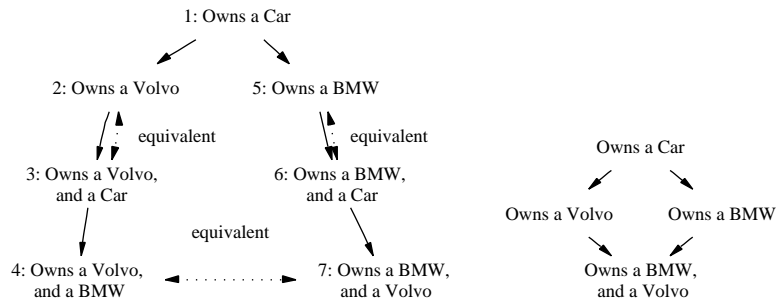 1: Owns a Car
2: Owns a Volvo
5: Owns a BMW
equivalent
equivalent
3: Owns a Volvo,
and a Car
6: Owns a BMW,
and a Car
equivalent
4: Owns a Volvo,
and a BMW
7: Owns a BMW,
and a Volvo
Owns a Car
Owns a Volvo
Owns a BMW
Owns a BMW,
and a Volvo